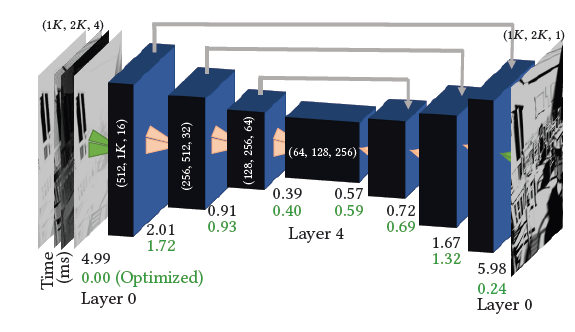 (1K, 2K, 4)
(1K, 2K, 1)
(512, 1K, 16)
(256, 512, 32)
(128, 256, 64)
(64, 128, 256)
Time
(ms)
4.99
0.00 (Optimized)
Layer 0
2.01
1.72
0.91
0.93
0.39
0.40
0.57
0.59
Layer 4
0.72
0.69
1.67
1.32
5.98
0.24
Layer 0